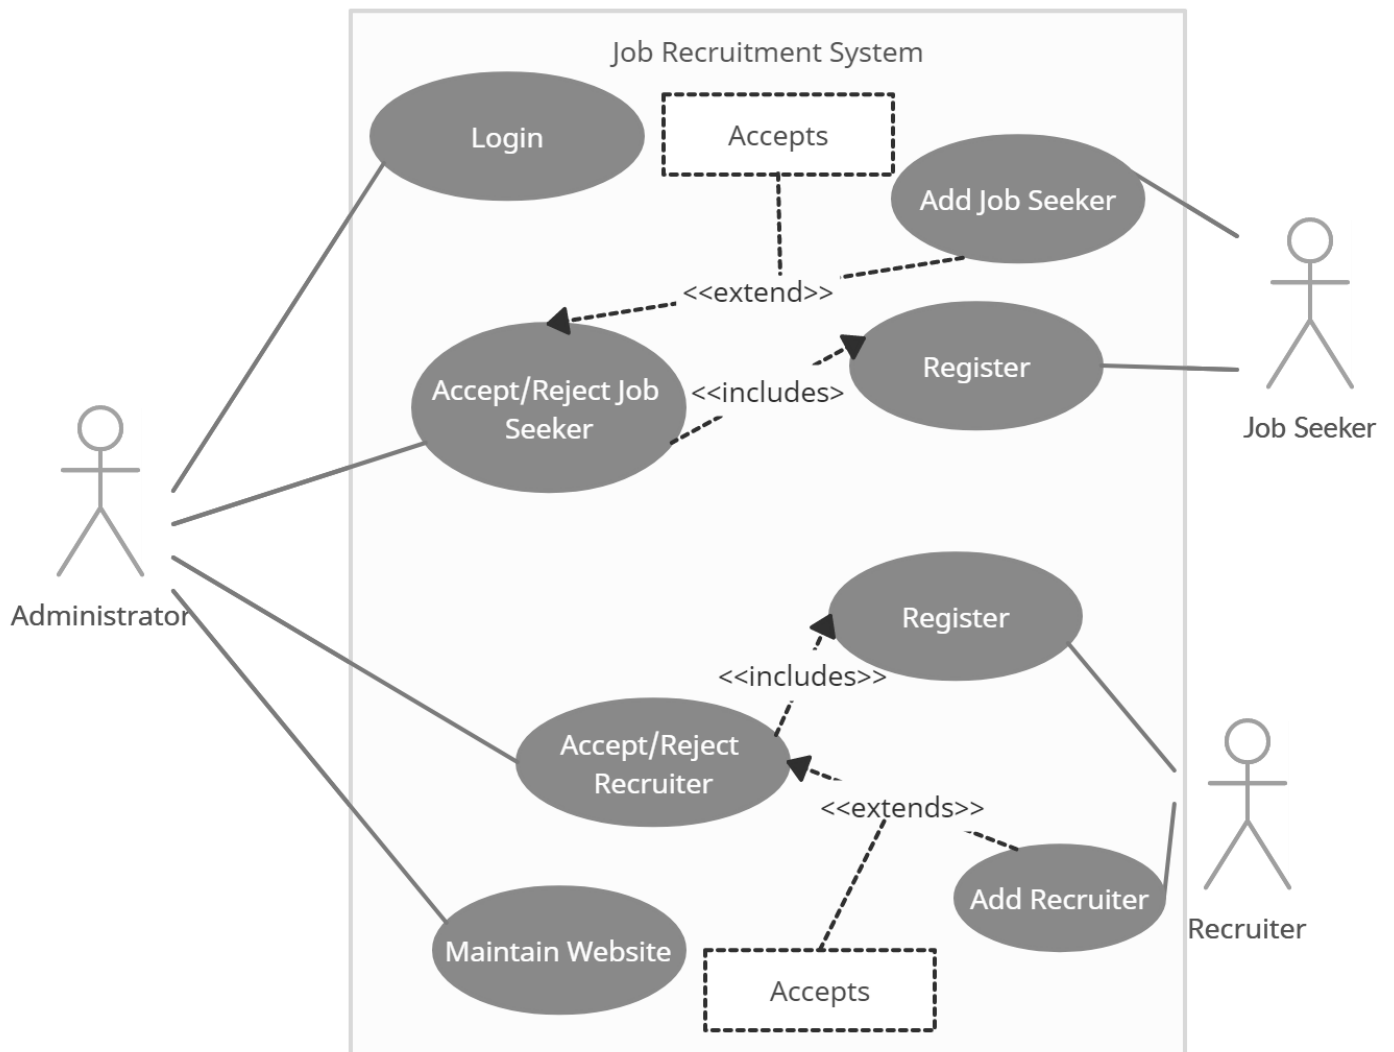 Job Recruitment System
Login
Accepts
Add Job Seeker
<<extend>>
Accept/Reject Job
Seeker
<<includes>
Register
Job Seeker
Administrator
Register
<<includes>>
Accept/Reject
Recruiter
<<extends>>
Add Recruiter
Recruiter
Maintain Website
Accepts